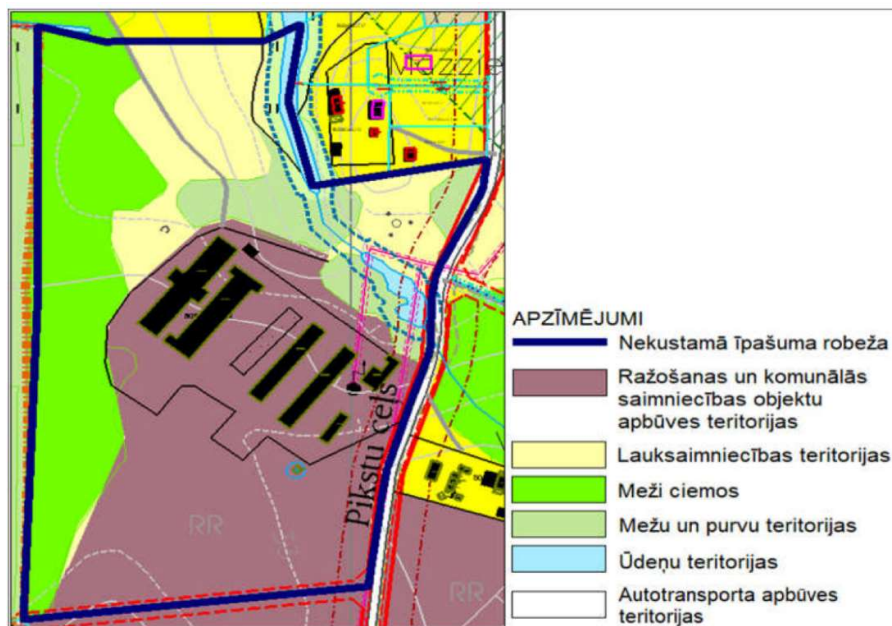 Mazzie
Pikstu ceļš
RR
RR
APZĪMĒJUMI
Nekustamā īpašuma robeža
Ražošanas un komunālās
saimniecības objektu
apbūves teritorijas
Lauksaimniecības teritorijas
Meži ciemos
Mežu un purvu teritorijas
Ūdeņu teritorijas
Autotransporta apbūves
teritorijas